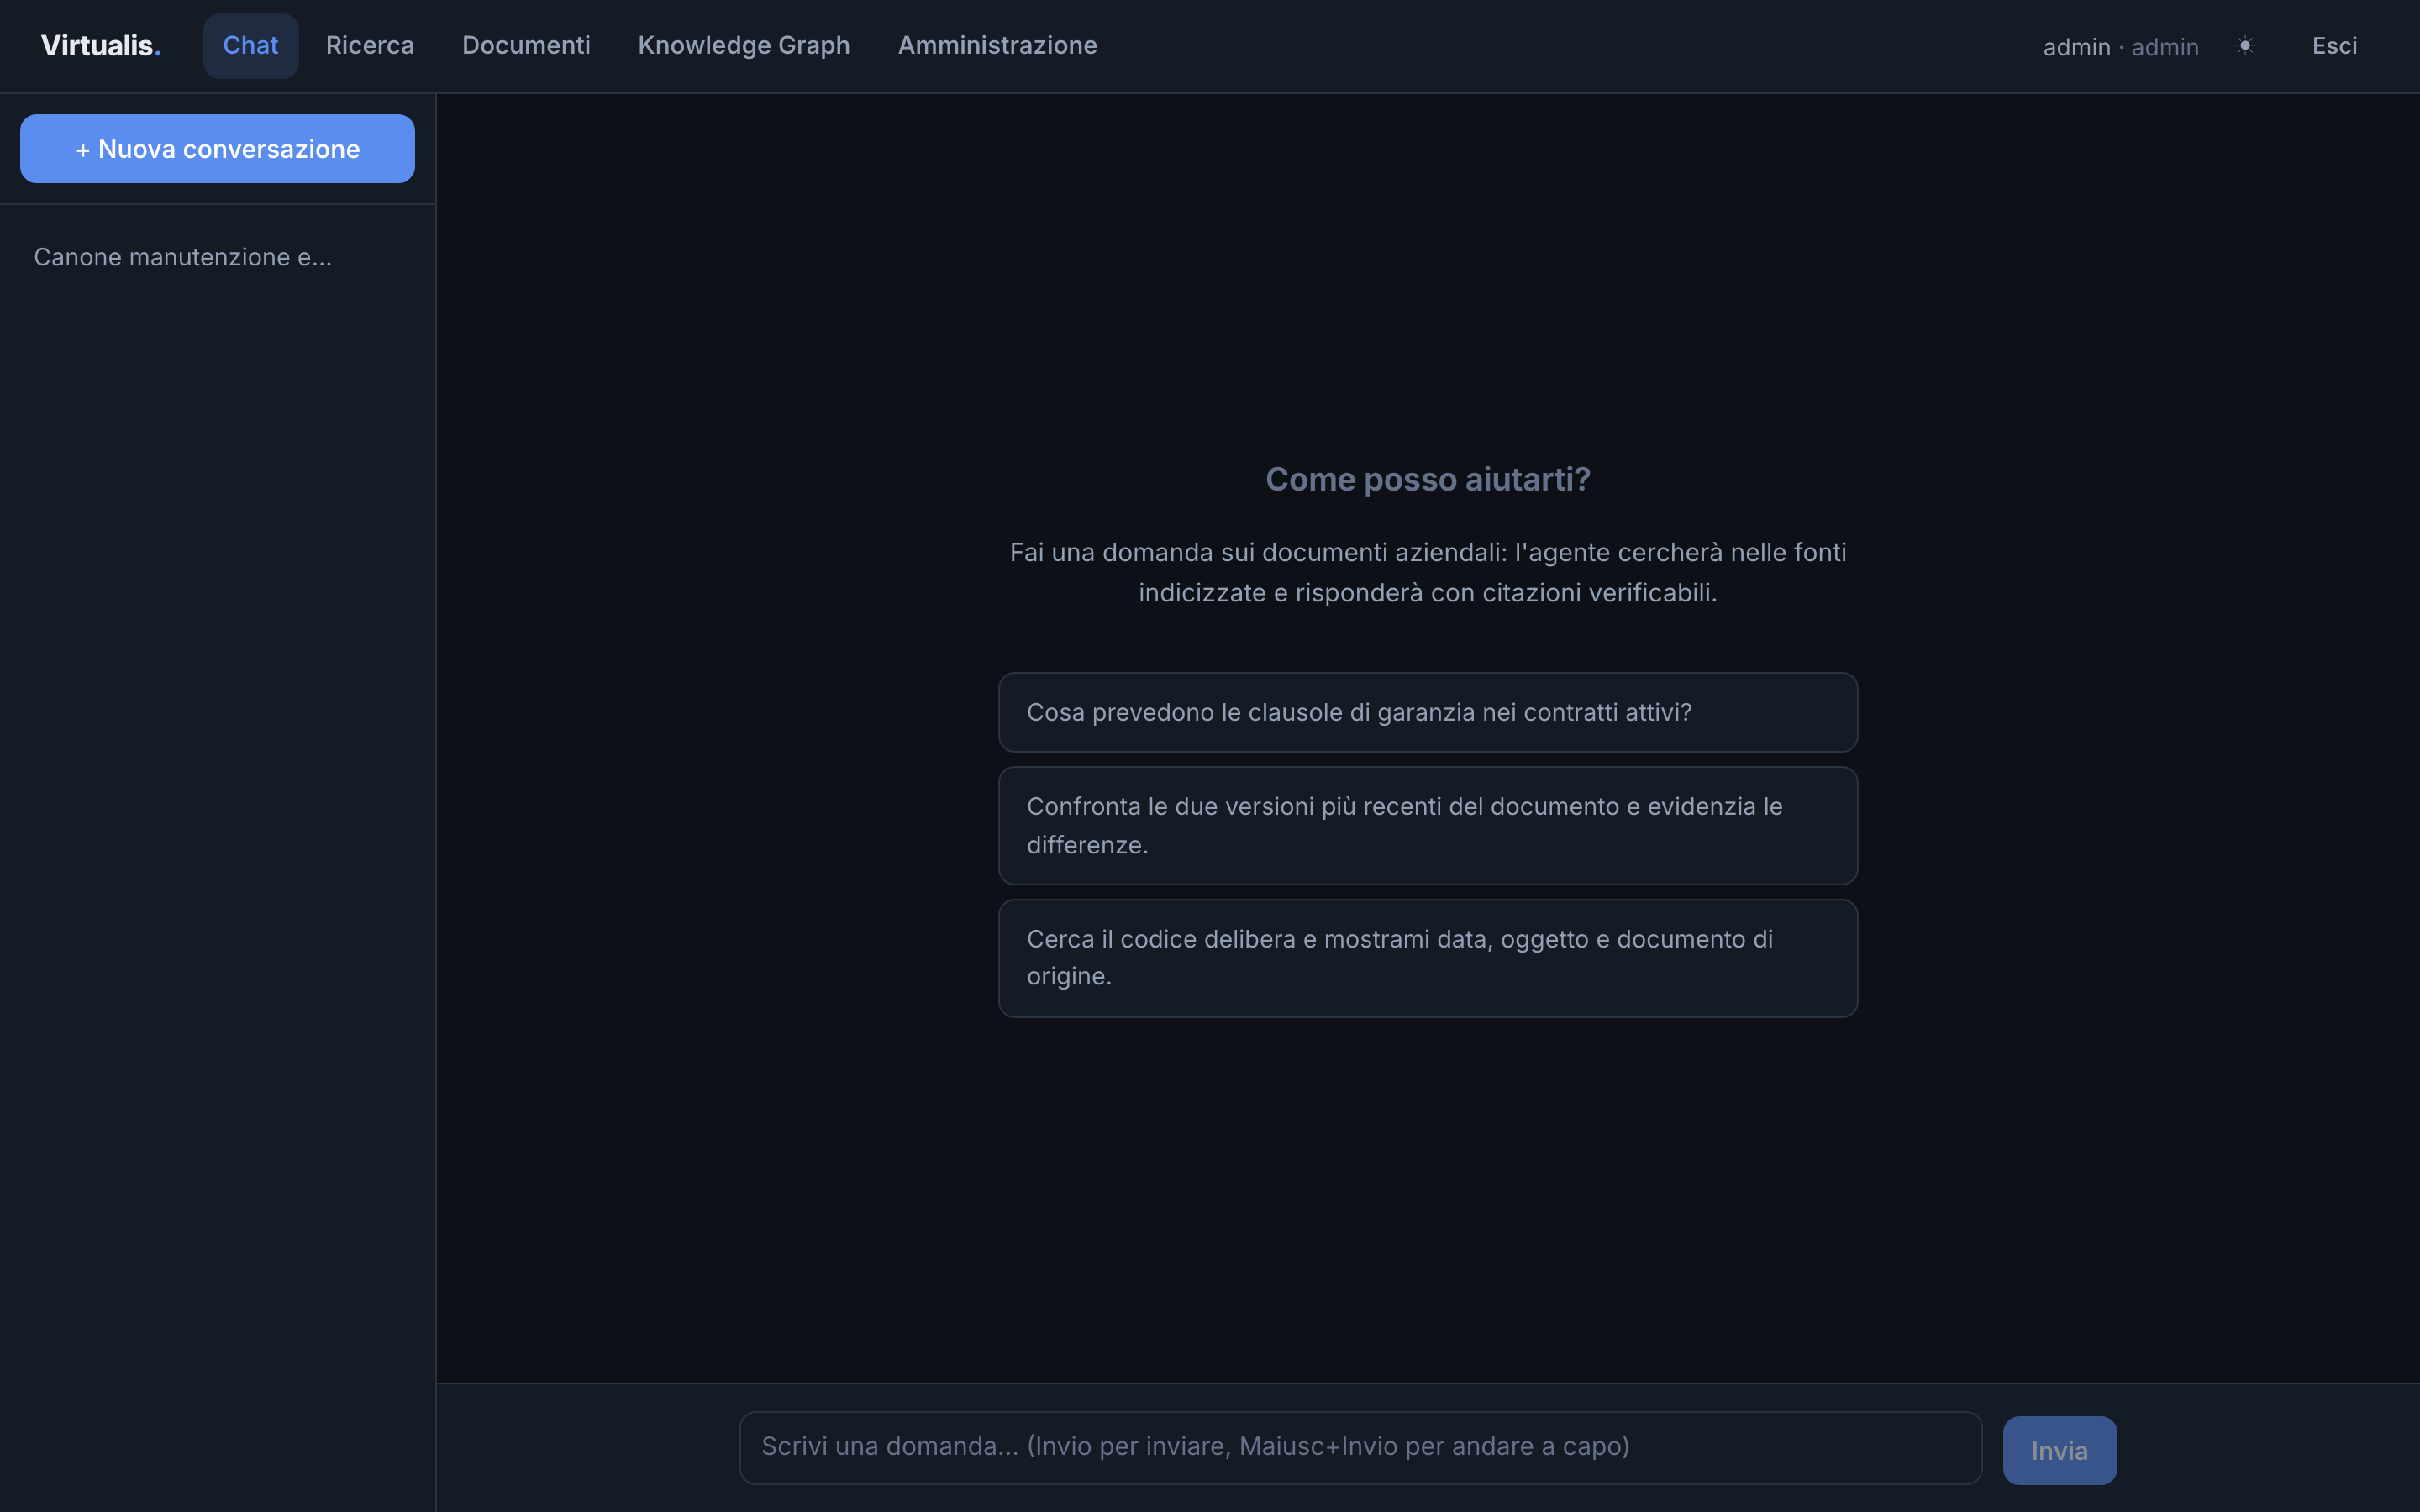 Virtualis.
Chat
Ricerca
Documenti
Knowledge Graph
Amministrazione
admin · admin
Esci
+ Nuova conversazione
Canone manutenzione e...
Come posso aiutarti?
Fai una domanda sui documenti aziendali: l'agente cercherà nelle fonti
indicizzate e risponderà con citazioni verificabili.
Cosa prevedono le clausole di garanzia nei contratti attivi?
Confronta le due versioni più recenti del documento e evidenzia le
differenze.
Cerca il codice delibera e mostrami data, oggetto e documento di
origine.
Scrivi una domanda... (Invio per inviare, Maiusc+Invio per andare a capo)
Invia